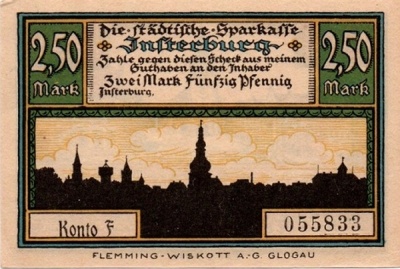 Die städtische Sparkasse
Insterburg
2,50 Mark
Zahle gegen diesen Scheck aus meinem
Guthaben an den Inhaber
Zwei Mark Fünfzig Pfennig
Insterburg.
2,50 Mark
Konto F
055833
FLEMMING-WISKOTT A.-G. GLOGAU